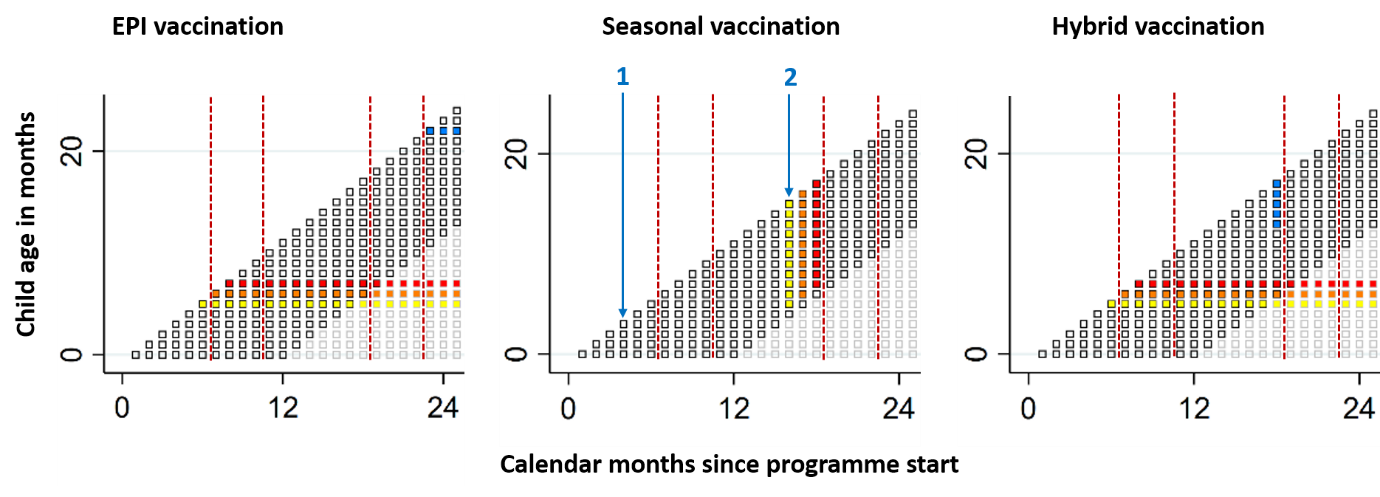 EPI vaccination
Seasonal vaccination
Hybrid vaccination
1
2
Child age in months
20
0
20
0
20
0
0 12 24
0 12 24
0 12 24
Calendar months since programme start